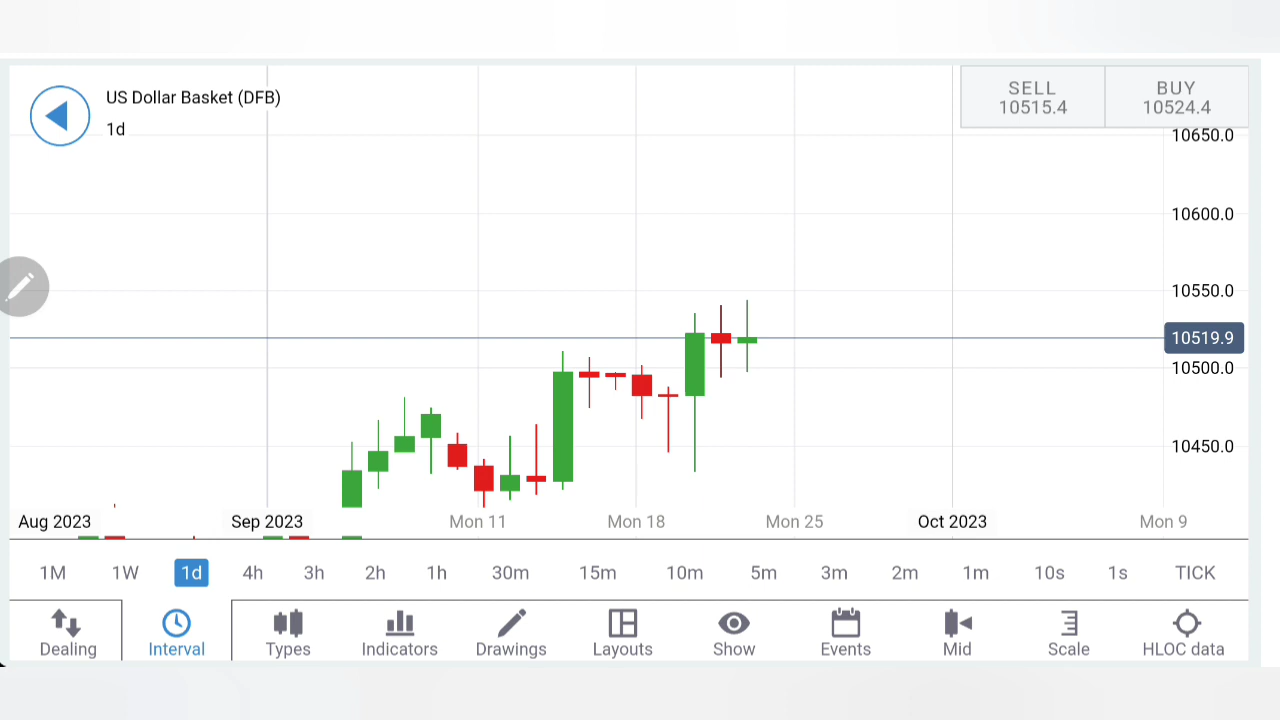 US Dollar Basket (DFB)
1d
SELL
10515.4
BUY
10524.4
10650.0
10600.0
10550.0
10519.9
10500.0
10450.0
Aug 2023 Sep 2023 Mon 11 Mon 18 Mon 25 Oct 2023 Mon 9
1M 1W 1d 4h 3h 2h 1h 30m 15m 10m 5m 3m 2m 1m 10s 1s TICK
Dealing Interval Types Indicators Drawings Layouts Show Events Mid Scale HLOC data